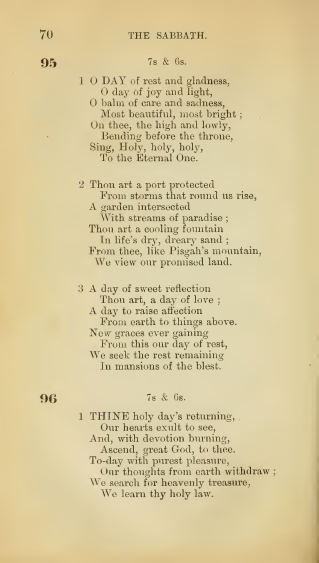 70
THE SABBATH.
95
7s & 6s.
1 O DAY of rest and gladness,
O day of joy and light,
O balm of care and sadness,
Most beautiful, most bright ;
On thee, the high and lowly,
Bending before the throne,
Sing, Holy, holy, holy,
To the Eternal One.
2 Thou art a port protected
From storms that round us rise,
A garden intersected
With streams of paradise ;
Thou art a cooling fountain
In life's dry, dreary sand ;
From thee, like Pisgah's mountain,
We view our promised land.
3 A day of sweet reflection
Thou art, a day of love ;
A day to raise affection
From earth to things above.
New graces ever gaining
From this our day of rest,
We seek the rest remaining
In mansions of the blest.
96
7s & 6s.
1 THINE holy day's returning,
Our hearts exult to see,
And, with devotion burning,
Ascend, great God, to thee.
To-day with purest pleasure,
Our thoughts from earth withdraw ;
We search for heavenly treasure,
We learn thy holy law.